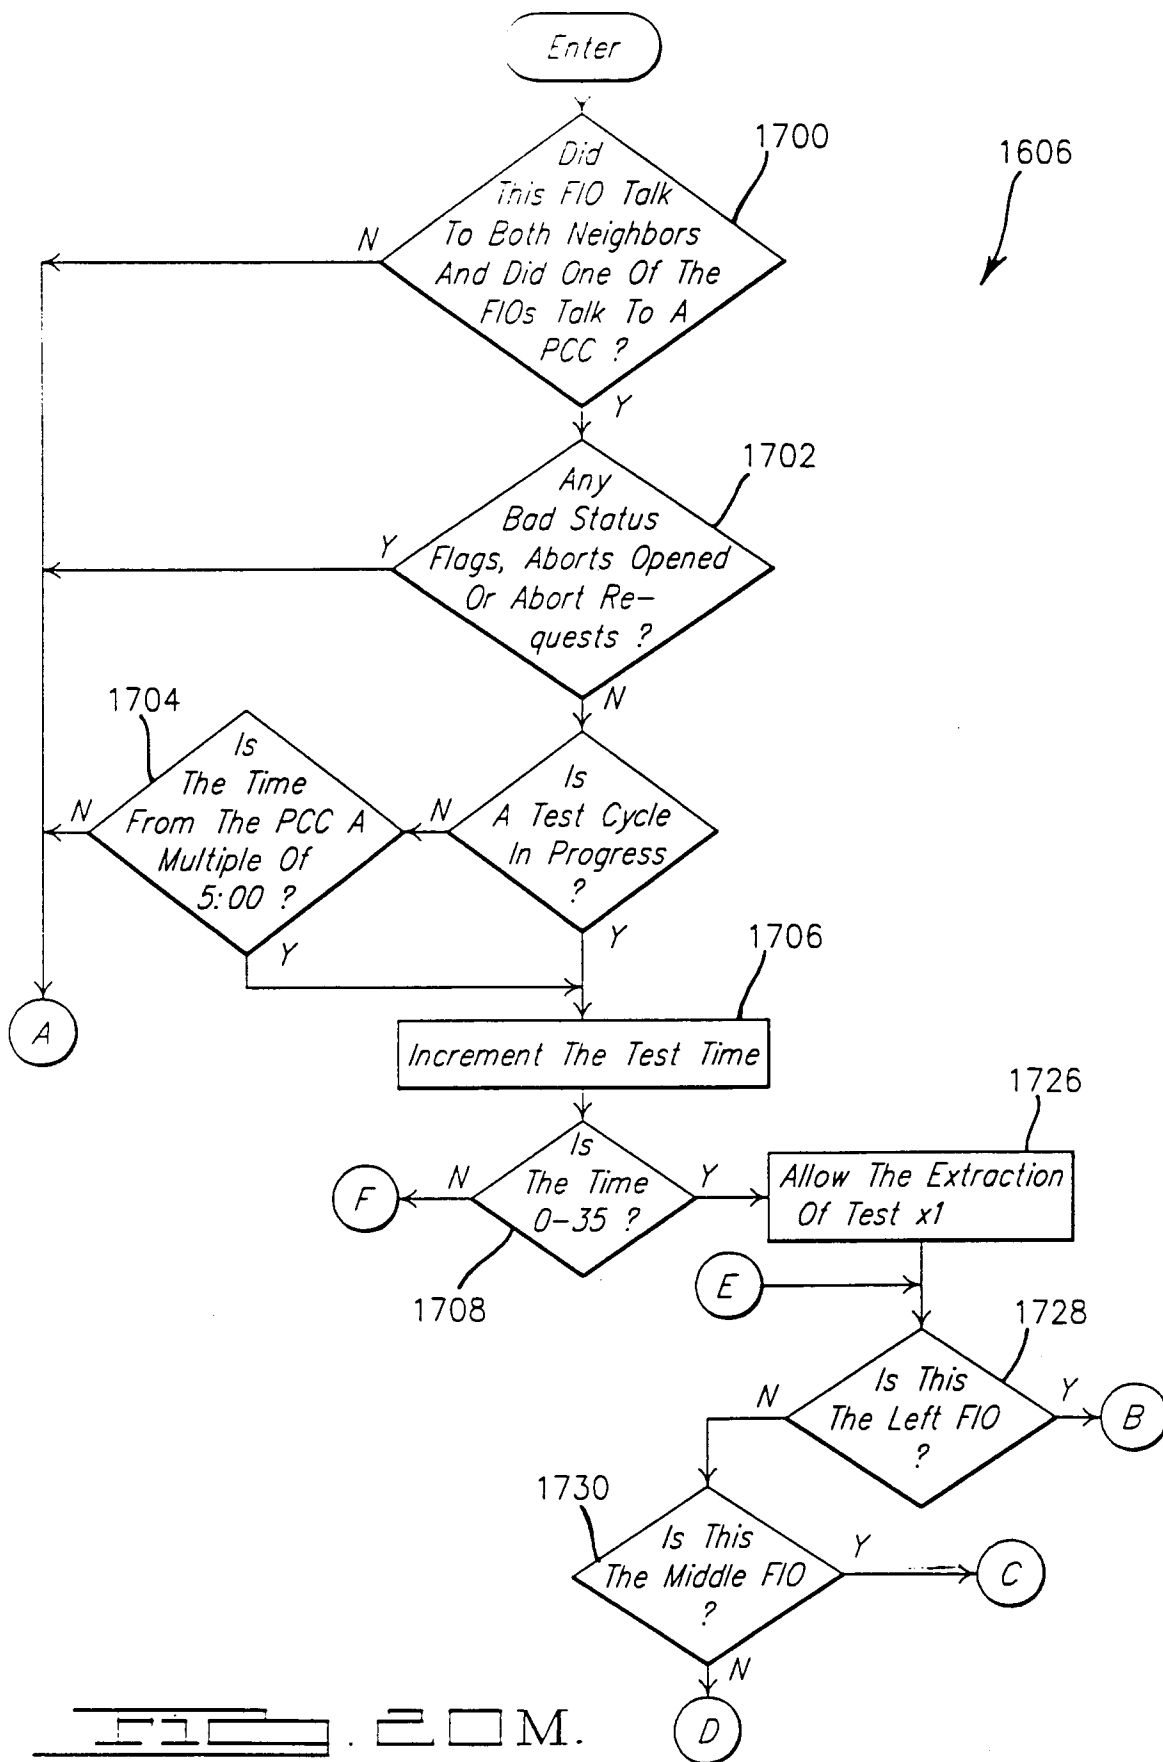 Enter
1700
1606
Did
This FIO Talk
To Both Neighbors
And Did One Of The
FIOs Talk To A
PCC ?
N
Y
1702
Any
Bad Status
Flags, Aborts Opened
Or Abort Re-
quests ?
Y
N
1704
Is
The Time
From The PCC A
Multiple Of
5:00 ?
N
Y
Is
A Test Cycle
In Progress
?
N
Y
A
1706
Increment The Test Time
1726
Is
The Time
0-35 ?
N
Y
F
1708
Allow The Extraction
Of Test x1
E
1728
Is This
The Left FIO
?
N
Y
B
1730
Is This
The Middle FIO
?
Y
C
N
D
FIG. 20M.